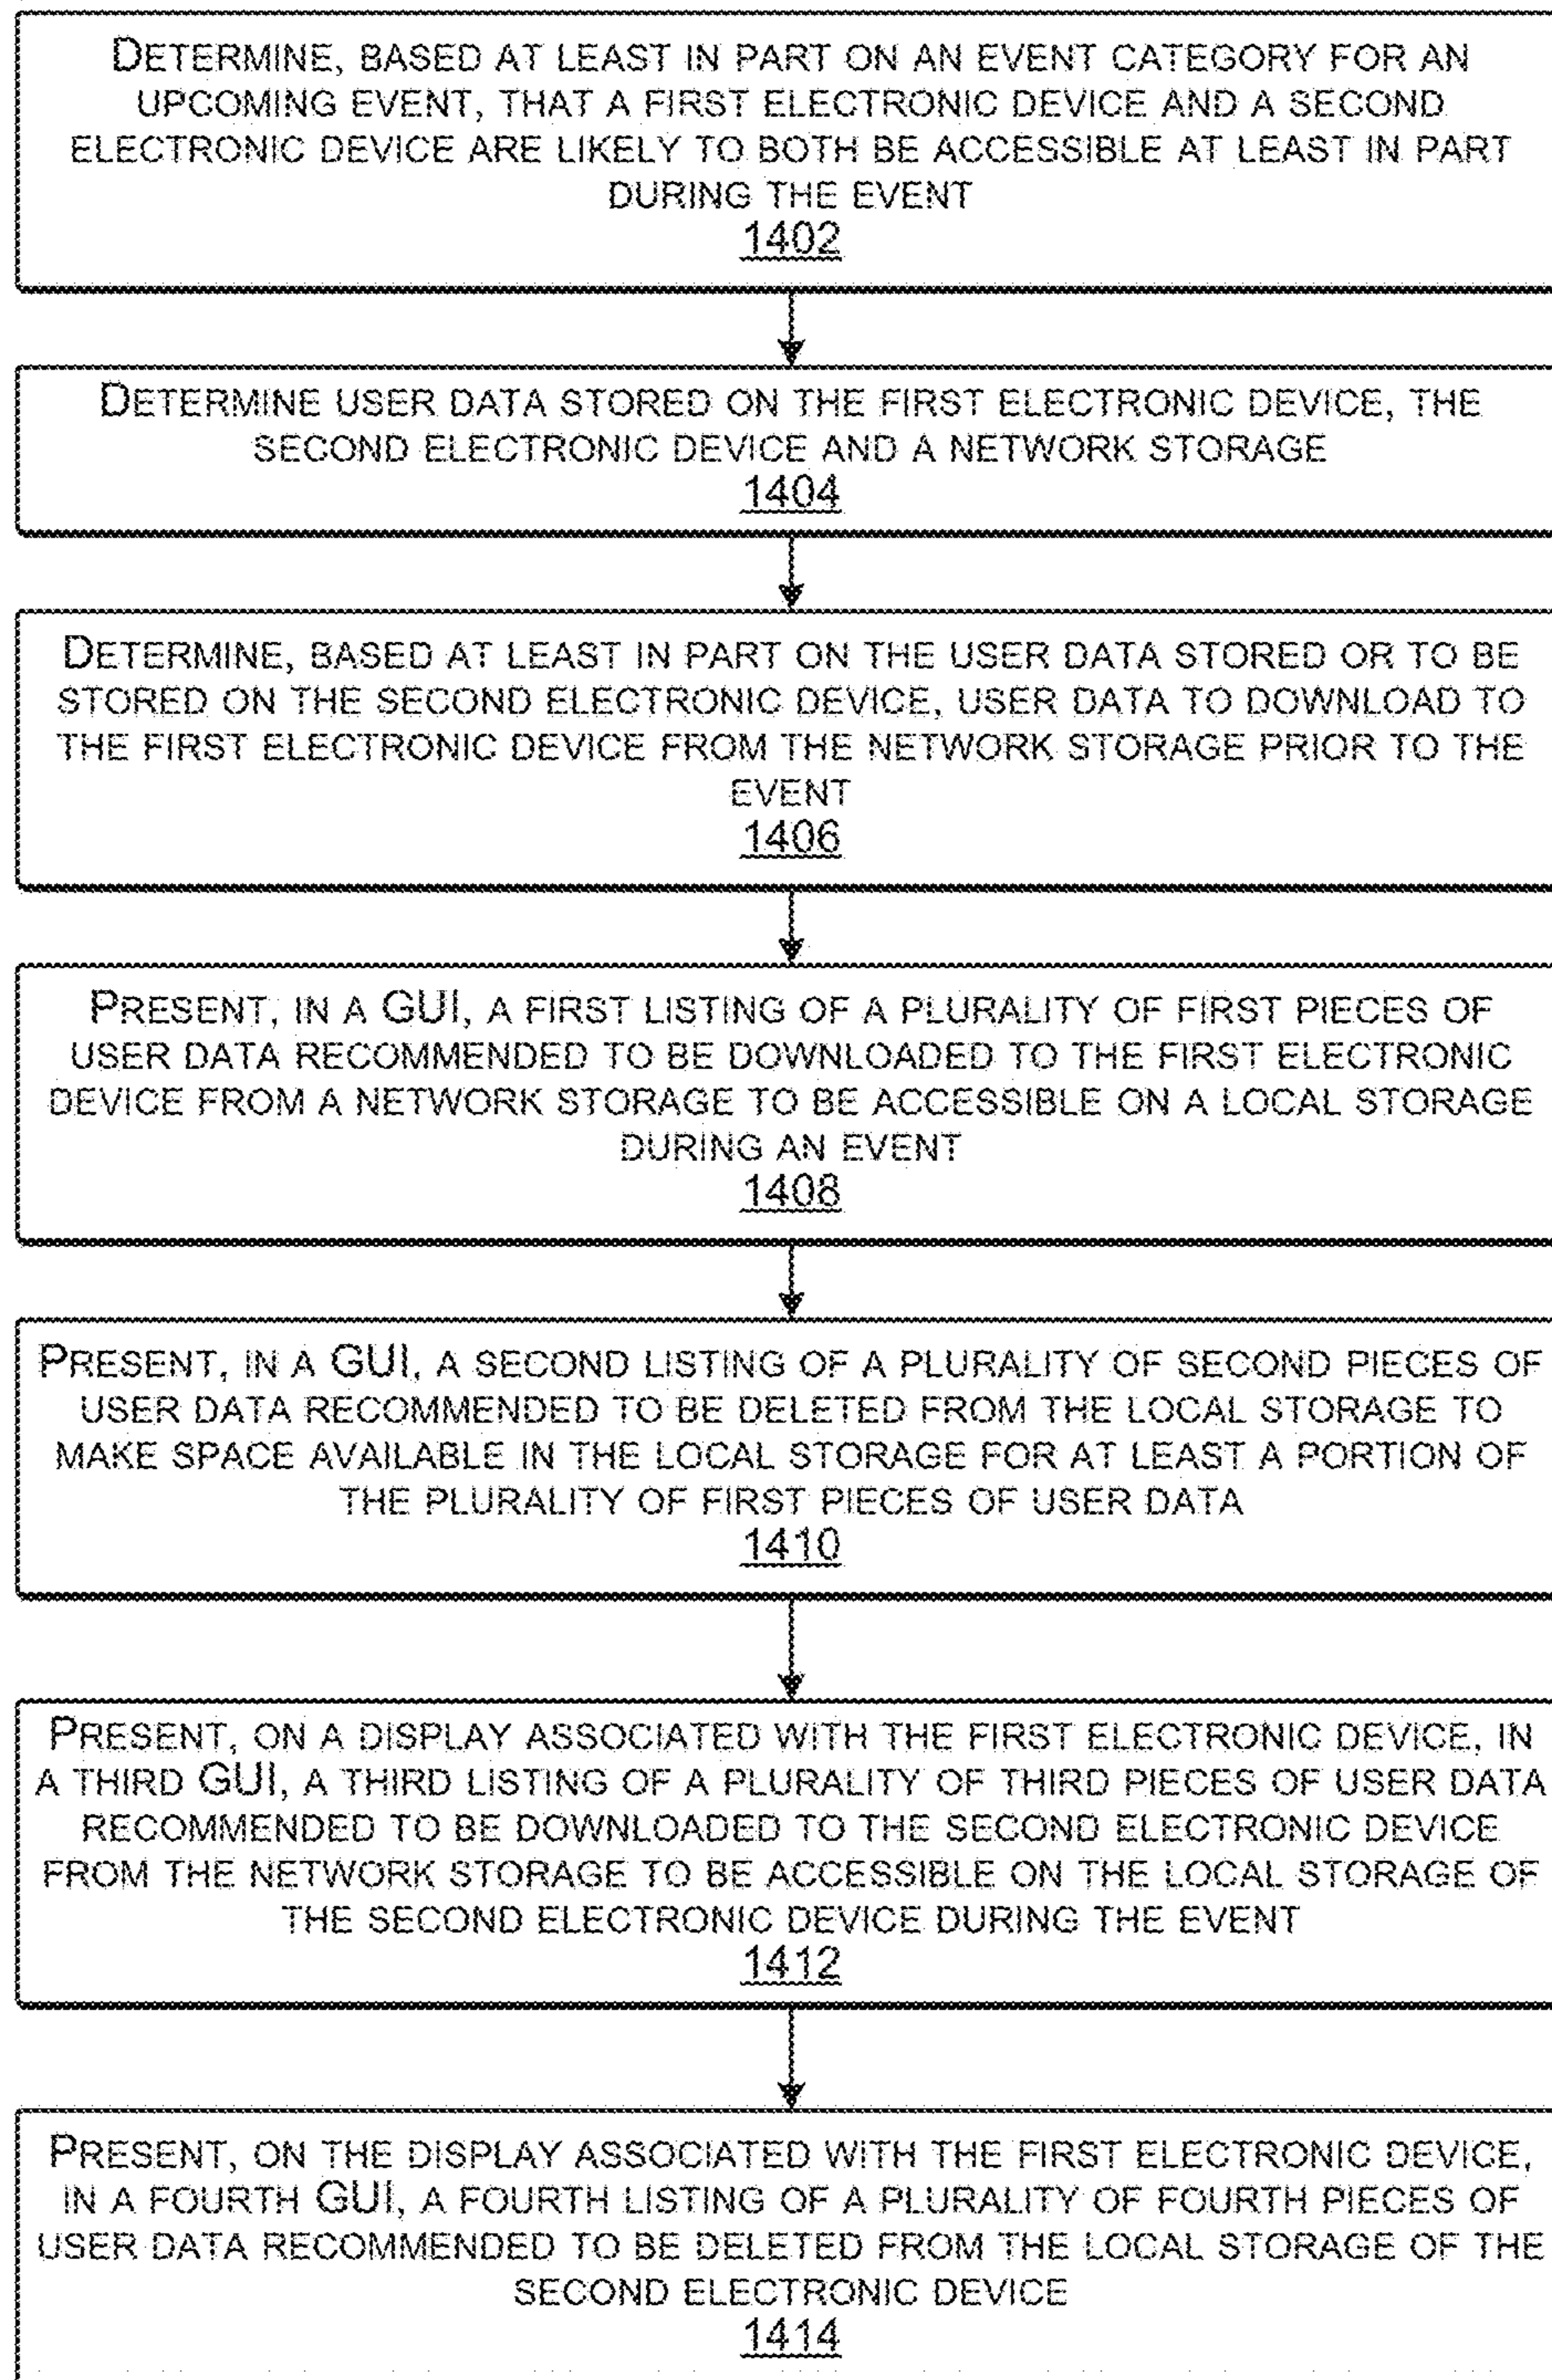 DETERMINE, BASED AT LEAST IN PART ON AN EVENT CATEGORY FOR AN
UPCOMING EVENT, THAT A FIRST ELECTRONIC DEVICE AND A SECOND
ELECTRONIC DEVICE ARE LIKELY TO BOTH BE ACCESSIBLE AT LEAST IN PART
DURING THE EVENT
1402
DETERMINE USER DATA STORED ON THE FIRST ELECTRONIC DEVICE, THE
SECOND ELECTRONIC DEVICE AND A NETWORK STORAGE
1404
DETERMINE, BASED AT LEAST IN PART ON THE USER DATA STORED OR TO BE
STORED ON THE SECOND ELECTRONIC DEVICE, USER DATA TO DOWNLOAD TO
THE FIRST ELECTRONIC DEVICE FROM THE NETWORK STORAGE PRIOR TO THE
EVENT
1406
PRESENT, IN A GUI, A FIRST LISTING OF A PLURALITY OF FIRST PIECES OF
USER DATA RECOMMENDED TO BE DOWNLOADED TO THE FIRST ELECTRONIC
DEVICE FROM A NETWORK STORAGE TO BE ACCESSIBLE ON A LOCAL STORAGE
DURING AN EVENT
1408
PRESENT, IN A GUI, A SECOND LISTING OF A PLURALITY OF SECOND PIECES OF
USER DATA RECOMMENDED TO BE DELETED FROM THE LOCAL STORAGE TO
MAKE SPACE AVAILABLE IN THE LOCAL STORAGE FOR AT LEAST A PORTION OF
THE PLURALITY OF FIRST PIECES OF USER DATA
1410
PRESENT, ON A DISPLAY ASSOCIATED WITH THE FIRST ELECTRONIC DEVICE, IN
A THIRD GUI, A THIRD LISTING OF A PLURALITY OF THIRD PIECES OF USER DATA
RECOMMENDED TO BE DOWNLOADED TO THE SECOND ELECTRONIC DEVICE
FROM THE NETWORK STORAGE TO BE ACCESSIBLE ON THE LOCAL STORAGE OF
THE SECOND ELECTRONIC DEVICE DURING THE EVENT
1412
PRESENT, ON THE DISPLAY ASSOCIATED WITH THE FIRST ELECTRONIC DEVICE,
IN A FOURTH GUI, A FOURTH LISTING OF A PLURALITY OF FOURTH PIECES OF
USER DATA RECOMMENDED TO BE DELETED FROM THE LOCAL STORAGE OF THE
SECOND ELECTRONIC DEVICE
1414